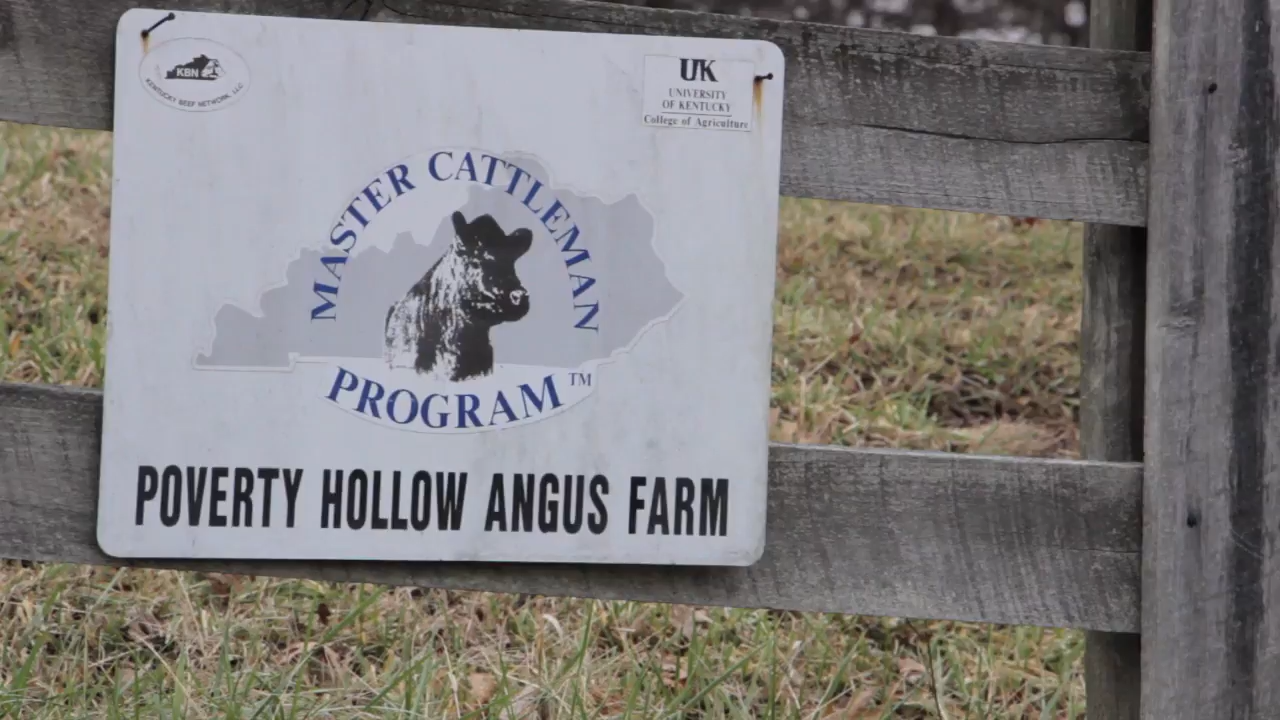 KBN
KENTUCKY BEEF NETWORK, LLC
UK
UNIVERSITY
OF KENTUCKY
College of Agriculture
MASTER CATTLEMAN
PROGRAM™
POVERTY HOLLOW ANGUS FARM